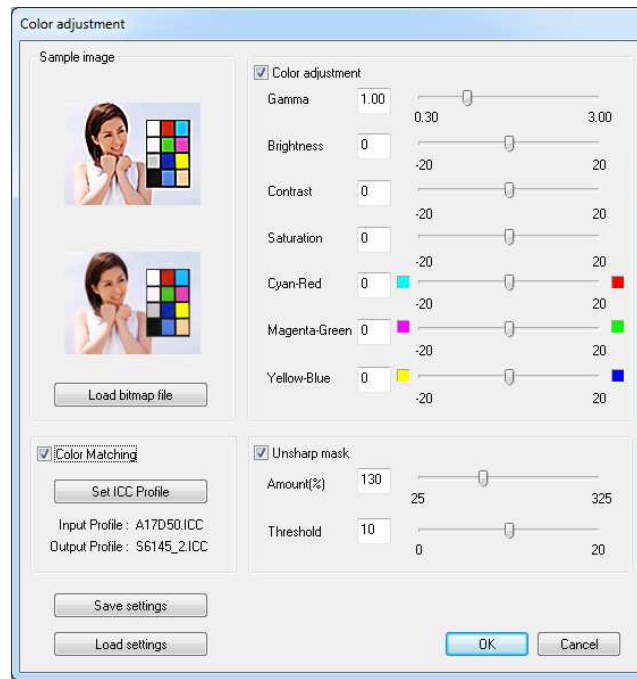 Color adjustment
Sample image
Load bitmap file
Color adjustment
Gamma 1.00
0.30 3.00
Brightness 0
-20 20
Contrast 0
-20 20
Saturation 0
-20 20
Cyan-Red 0
-20 20
Magenta-Green 0
-20 20
Yellow-Blue 0
-20 20
Color Matching
Set ICC Profile
Input Profile : A17D50.ICC
Output Profile : S6145_2.ICC
Unsharp mask
Amount(%) 130
25 325
Threshold 10
0 20
Save settings
Load settings
OK Cancel